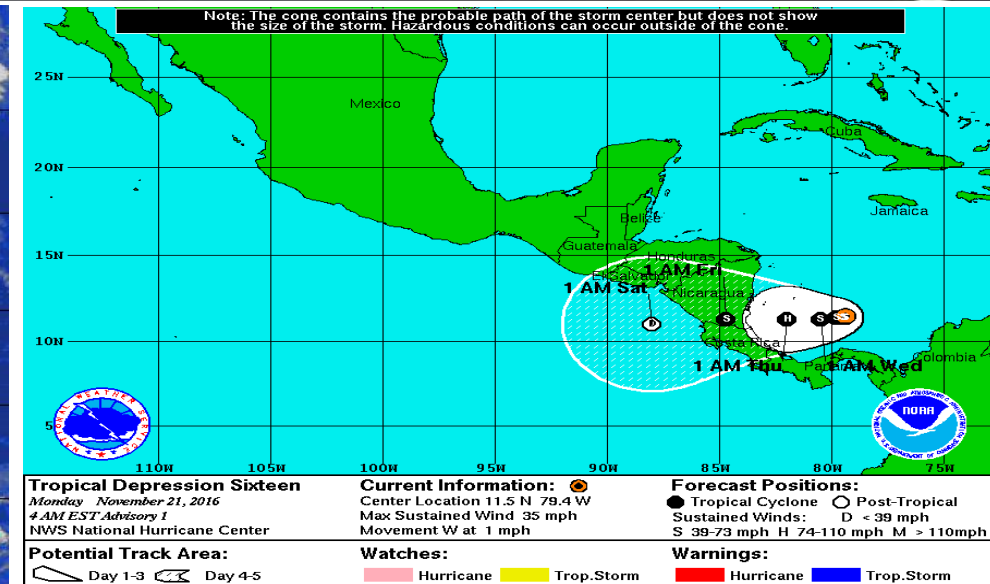 Note: The cone contains the probable path of the storm center but does not show
the size of the storm. Hazardous conditions can occur outside of the cone.
25N
Mexico
Cuba
20N
Jamaica
Belize
Guatemala
15N
Honduras
El Salvador
1 AM Fri
1 AM Sat
Nicaragua
D S H S S
10N
Costa Rica
Colombia
1 AM Thu
Panama
1 AM Wed
NATIONAL WEATHER SERVICE
NOAA
5
110W 105W 100W 95W 90W 85W 80W 75W
Tropical Depression Sixteen
Monday November 21, 2016
4 AM EST Advisory 1
NWS National Hurricane Center
Current Information:
Center Location 11.5 N 79.4 W
Max Sustained Wind 35 mph
Movement W at 1 mph
Forecast Positions:
Tropical Cyclone Post-Tropical
Sustained Winds: D < 39 mph
S 39-73 mph H 74-110 mph M > 110mph
Potential Track Area:
Day 1-3 Day 4-5
Watches:
Hurricane Trop.Storm
Warnings:
Hurricane Trop.Storm